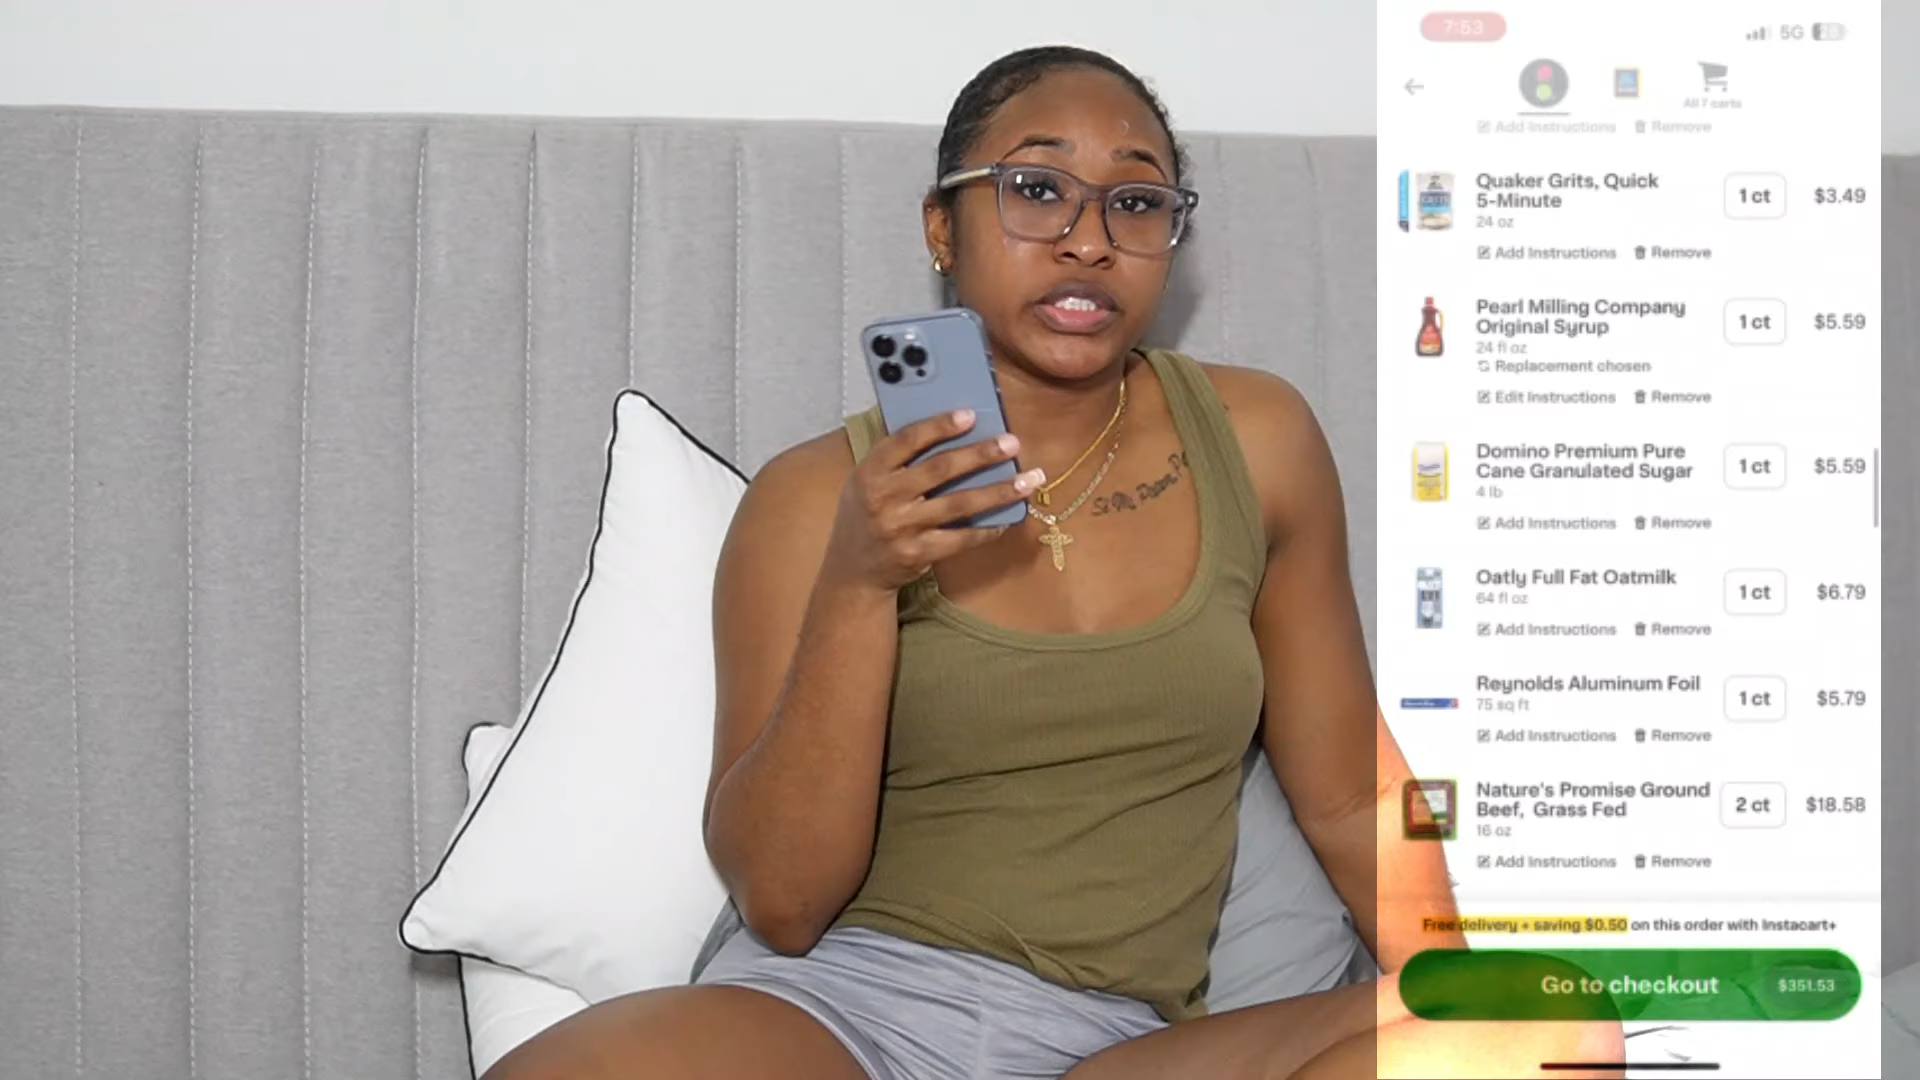 7:53
5G
All 7 carts
Add Instructions Remove
Quaker Grits, Quick
5-Minute
1 ct
$3.49
24 oz
Add Instructions Remove
Pearl Milling Company
Original Syrup
1 ct
$5.59
24 fl oz
Replacement chosen
Edit Instructions Remove
Domino Premium Pure
Cane Granulated Sugar
1 ct
$5.59
4 lb
Add Instructions Remove
Oatly Full Fat Oatmilk
1 ct
$6.79
64 fl oz
Add Instructions Remove
Reynolds Aluminum Foil
1 ct
$5.79
75 sq ft
Add Instructions Remove
Nature's Promise Ground
Beef, Grass Fed
2 ct
$18.58
16 oz
Add Instructions Remove
Free delivery + saving $0.50 on this order with Instacart+
Go to checkout
$351.53